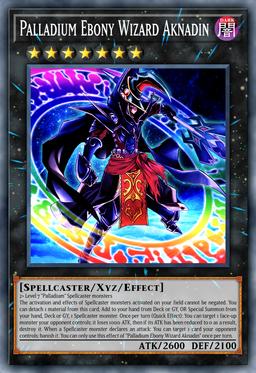 PALLADIUM EBONY WIZARD AKNADIN
DARK
闇
[SPELLCASTER/XYZ/EFFECT]
2+ Level 7 "Palladium" Spellcaster monsters
The activation and effects of Spellcaster monsters activated on your field cannot be negated. You
can detach 1 material from this card; Add to your hand from Deck or GY, OR Special Summon from
your hand, Deck or GY, 1 Spellcaster monster. Once per turn (Quick Effect): You can target 1 face-up
monster your opponent controls; it loses 1000 ATK, then if its ATK has been reduced to 0 as a result,
destroy it. When a Spellcaster monster declares an attack: You can target 1 card your opponent
controls; banish it. You can only use this effect of "Palladium Ebony Wizard Aknadin" once per turn.
ATK/2600 DEF/2100